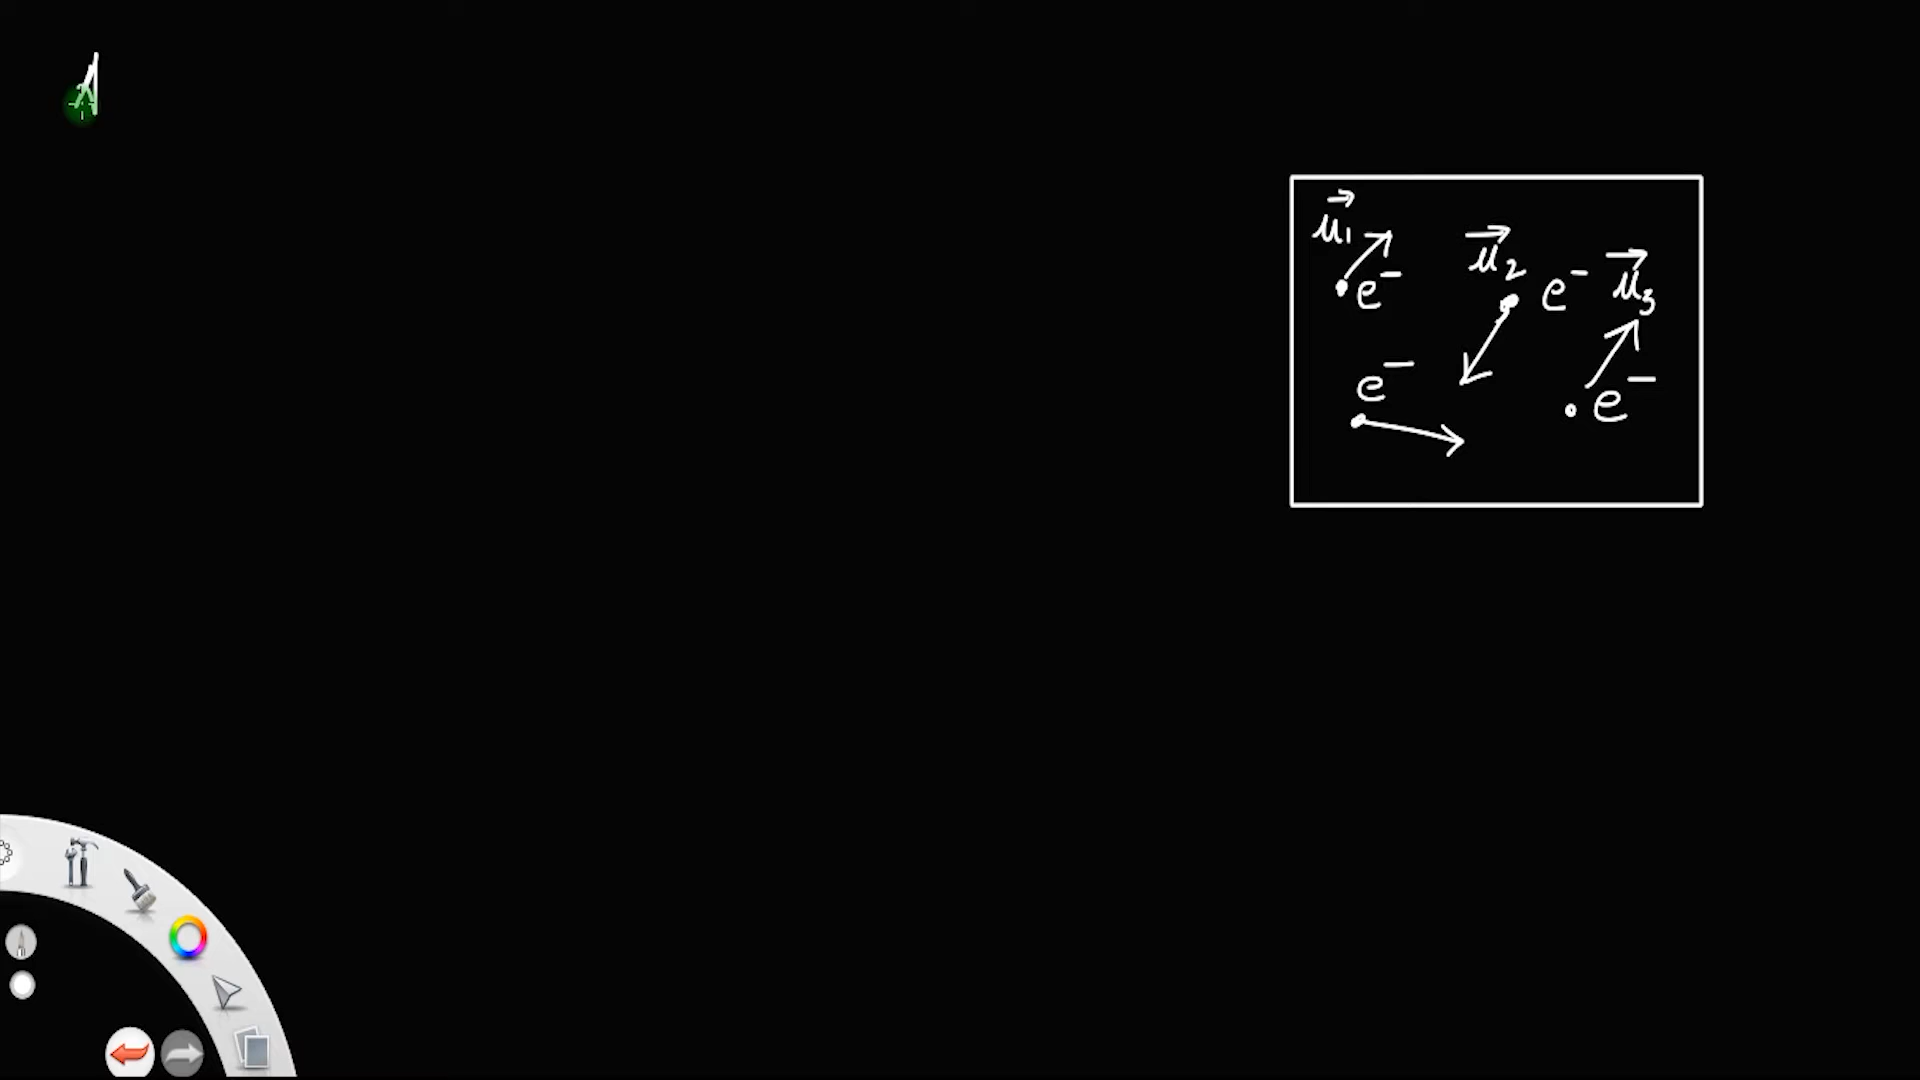 A
u⃗₁ u⃗₂ u⃗₃
e⁻ e⁻
e⁻ e⁻